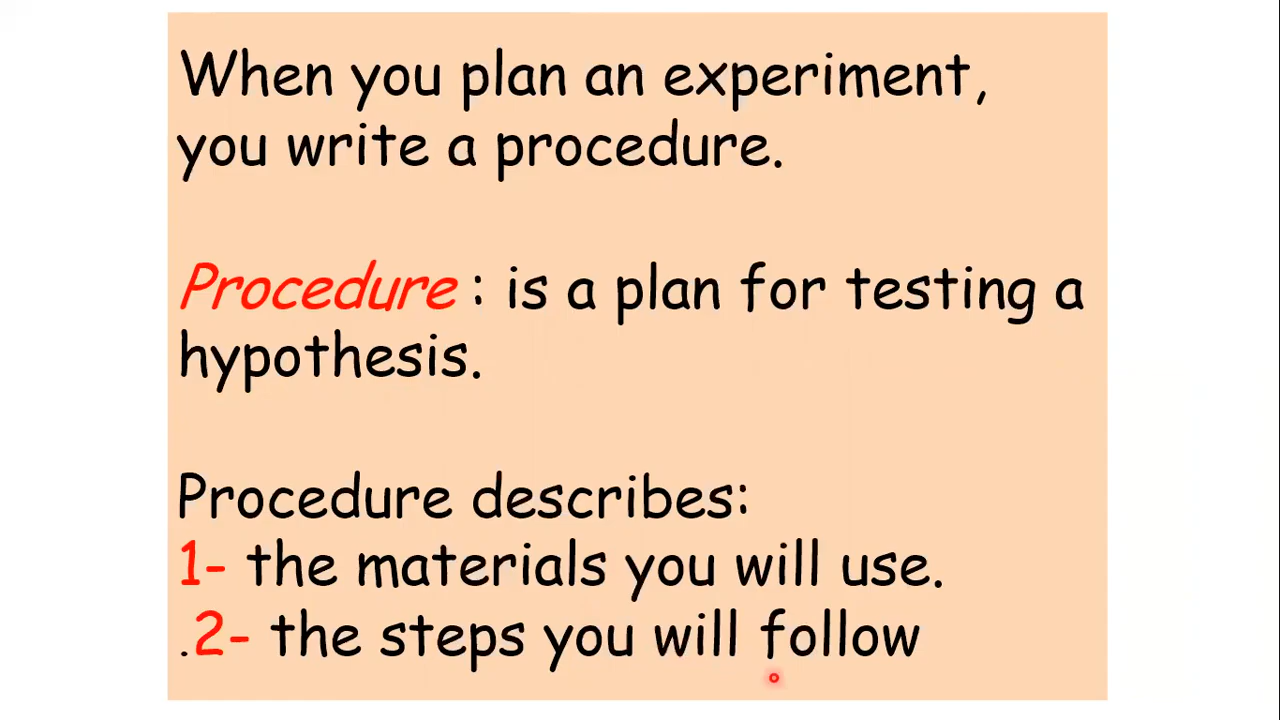 When you plan an experiment,
you write a procedure.
Procedure : is a plan for testing a
hypothesis.
Procedure describes:
1- the materials you will use.
.2- the steps you will follow